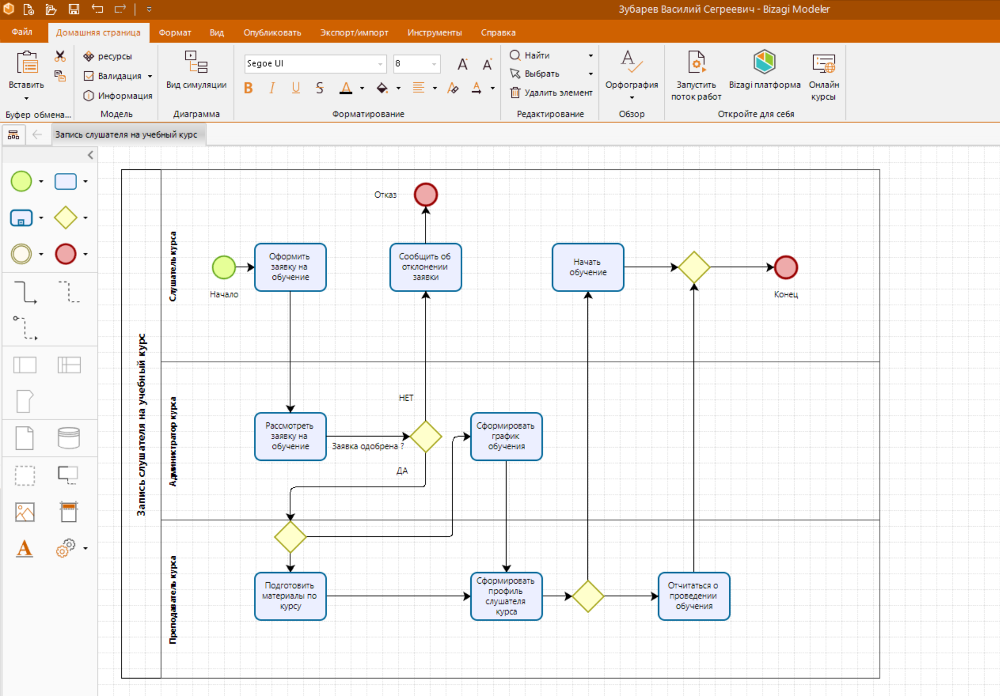 Зубарев Василий Сегреевич - Bizagi Modeler
Файл
Домашняя страница
Формат
Вид
Опубликовать
Экспорт/импорт
Инструменты
Справка
Вставить
Буфер обмена...
ресурсы
Валидация
Информация
Модель
Вид симуляции
Диаграмма
Segoe UI
8
Форматирование
Найти
Выбрать
Удалить элемент
Редактирование
Орфография
Обзор
Запустить
поток работ
Bizagi платформа
Онлайн
курсы
Откройте для себя
Запись слушателя на учебный курс
Запись слушателя на учебный курс
Слушатель курса
Отказ
Начало
Оформить
заявку на
обучение
Сообщить об
отклонении
заявки
Начать
обучение
Конец
Администратор курса
Рассмотреть
заявку на
обучение
Заявка одобрена ?
НЕТ
ДА
Сформировать
график
обучения
Преподаватель курса
Подготовить
материалы по
курсу
Сформировать
профиль
слушателя
курса
Отчитаться о
проведении
обучения